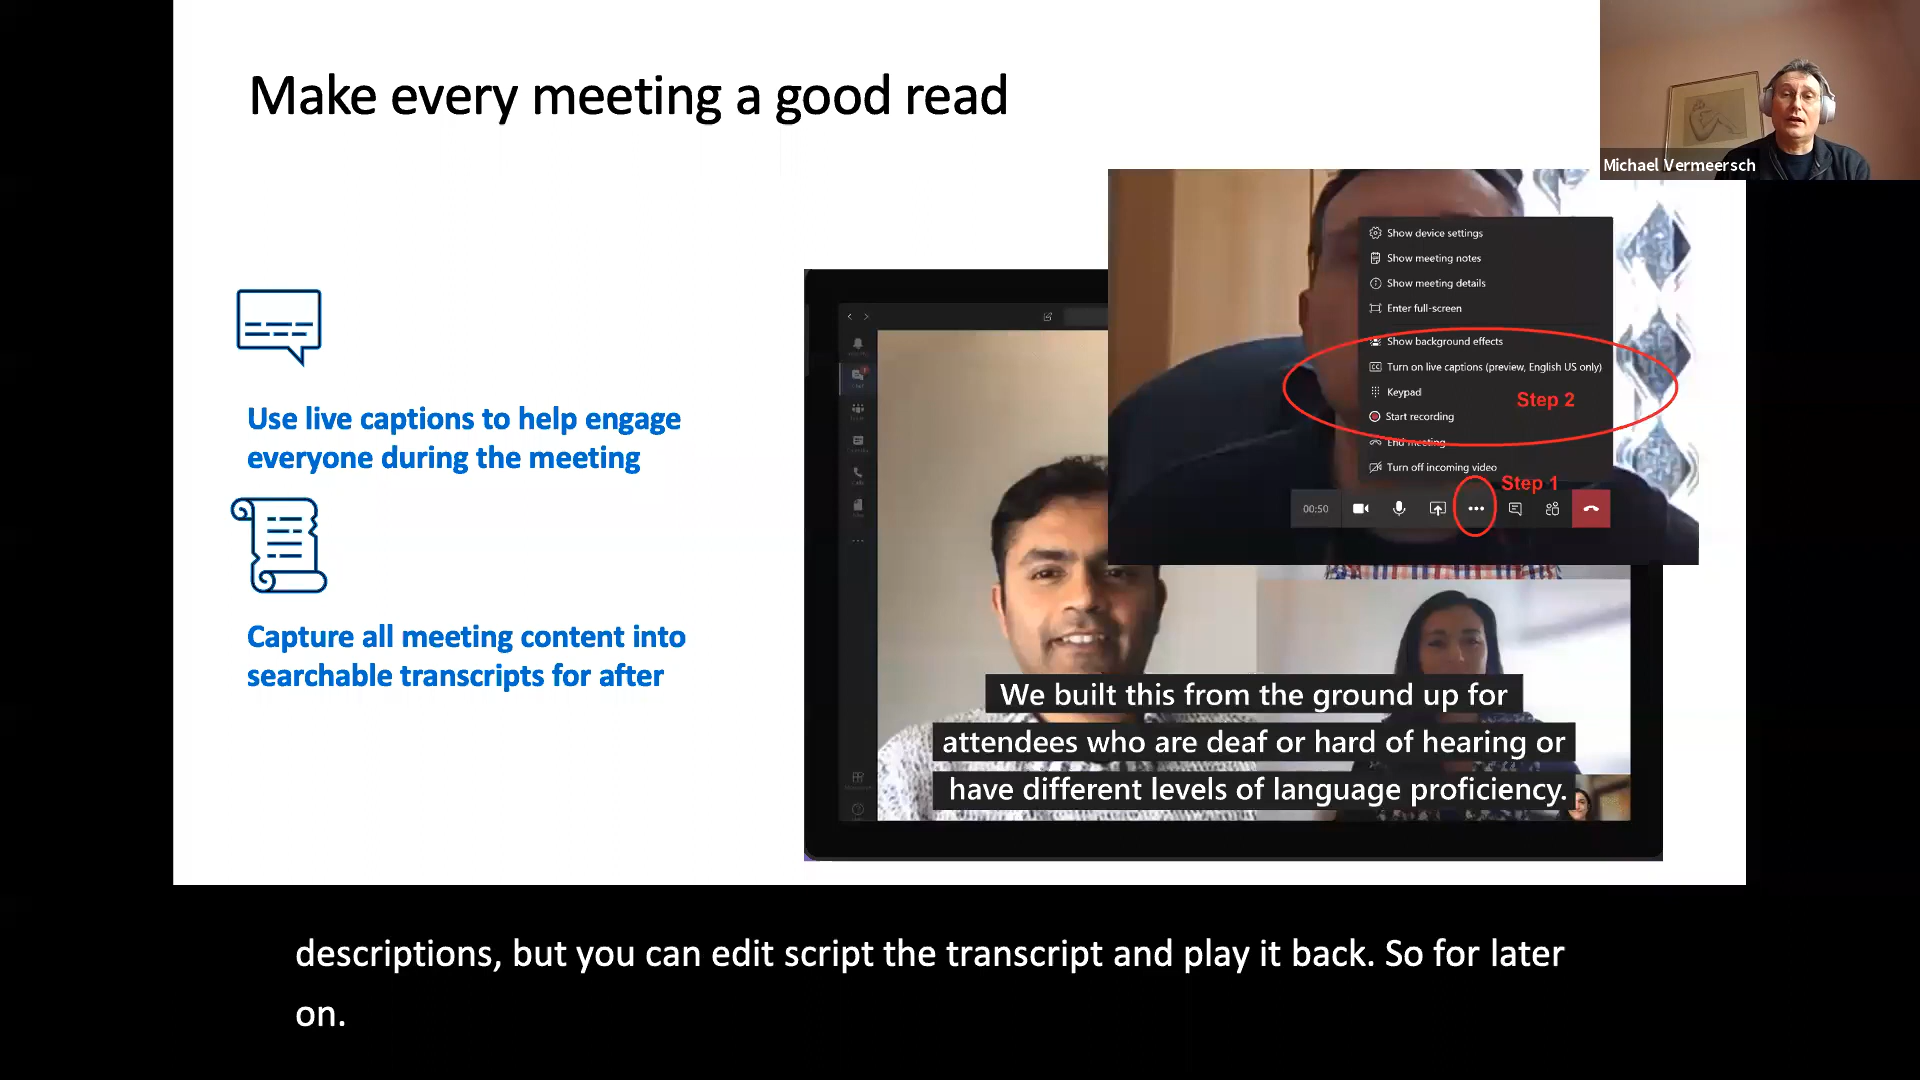 Make every meeting a good read
Michael Vermeersch
Use live captions to help engage
everyone during the meeting
Capture all meeting content into
searchable transcripts for after
Show device settings
Show meeting notes
Show meeting details
Enter full-screen
Show background effects
Turn on live captions (preview, English US only)
Keypad
Step 2
Start recording
End meeting
Turn off incoming video
Step 1
00:50
We built this from the ground up for
attendees who are deaf or hard of hearing or
have different levels of language proficiency.
descriptions, but you can edit script the transcript and play it back. So for later
on.